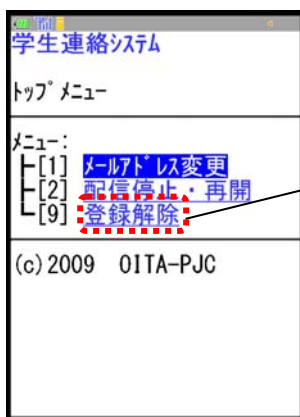 学生連絡ｼｽﾃﾑ
ﾄｯﾌﾟﾒﾆｭｰ
ﾒﾆｭｰ:
┣[1] ﾒｰﾙｱﾄﾞﾚｽ変更
┣[2] 配信停止・再開
┗[9] 登録解除
(c)2009 OITA-PJC